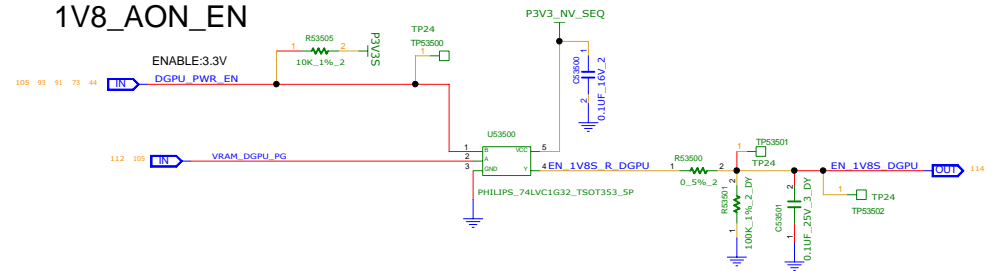 1V8_AON_EN
P3V3_NV_SEQ
R53505
1 2
10K_1%_2
P3V3S
TP24
TP53500
1
ENABLE:3.3V
105 93 91 73 44 IN DGPU_PWR_EN
1
C53500
2
0.1UF_16V_2
U53500
1 B VCC 5
2 A
3 GND Y 4
112 105 IN VRAM_DGPU_PG
EN_1V8S_R_DGPU
PHILIPS_74LVC1G32_TSOT353_5P
R53500
1 2
0_5%_2
TP53501
1
TP24
EN_1V8S_DGPU
OUT 114
2
R53501
1
100K_1%_2_DY
2
C53501
1
0.1UF_25V_3_DY
1
TP24
TP53502